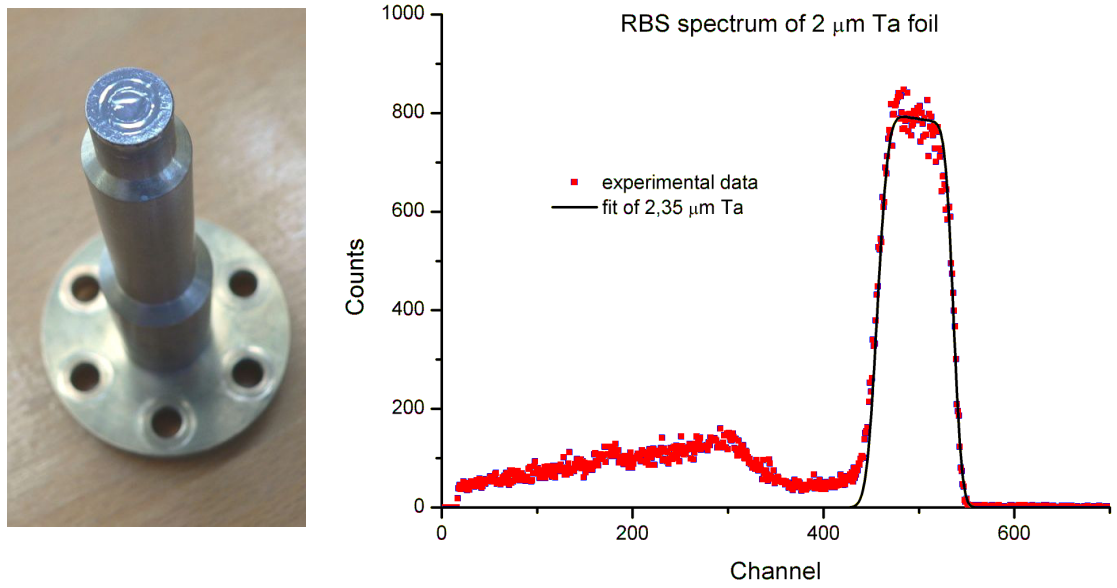 RBS spectrum of 2 μm Ta foil
1000
800
600
400
200
0
Counts
experimental data
fit of 2,35 μm Ta
0
200
400
600
Channel